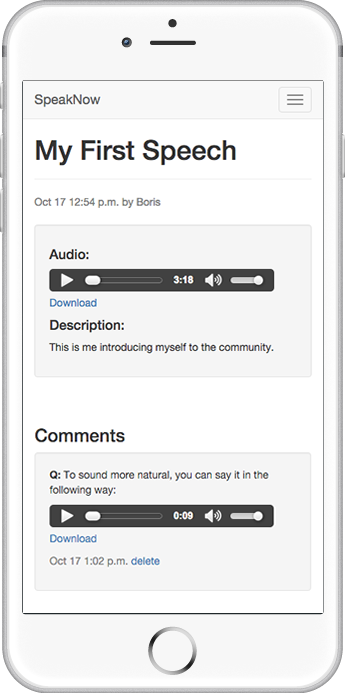 SpeakNow
My First Speech
Oct 17 12:54 p.m. by Boris
Audio:
3:18
Download
Description:
This is me introducing myself to the community.
Comments
Q: To sound more natural, you can say it in the
following way:
0:09
Download
Oct 17 1:02 p.m. delete